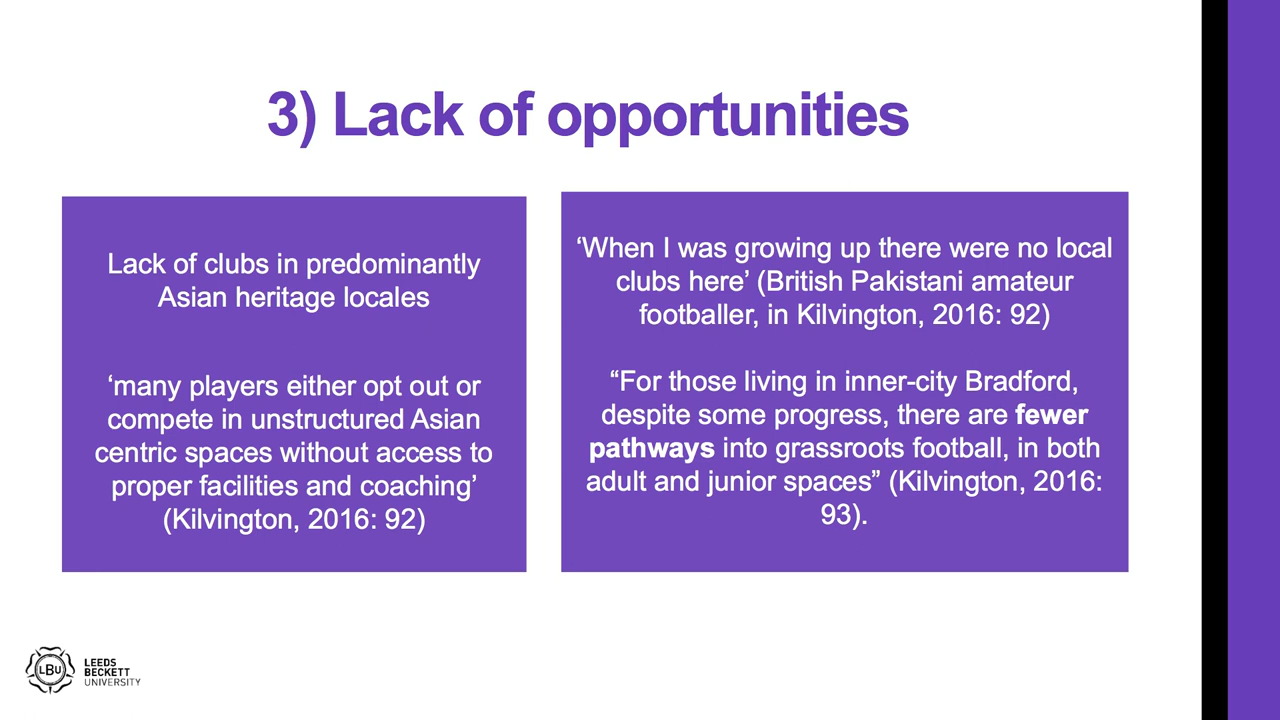 3) Lack of opportunities
Lack of clubs in predominantly
Asian heritage locales
‘many players either opt out or
compete in unstructured Asian
centric spaces without access to
proper facilities and coaching’
(Kilvington, 2016: 92)
‘When I was growing up there were no local
clubs here’ (British Pakistani amateur
footballer, in Kilvington, 2016: 92)
“For those living in inner-city Bradford,
despite some progress, there are fewer
pathways into grassroots football, in both
adult and junior spaces” (Kilvington, 2016:
93).
LBU
LEEDS
BECKETT
UNIVERSITY